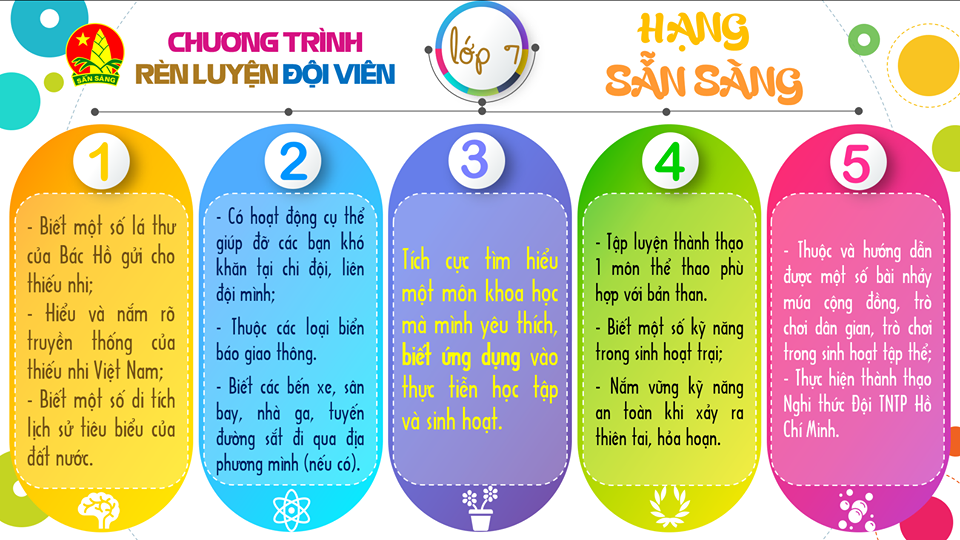 SẴN SÀNG
CHƯƠNG TRÌNH
RÈN LUYỆN ĐỘI VIÊN
lớp 7
HẠNG
SẴN SÀNG
1
- Biết một số lá thư
của Bác Hồ gửi cho
thiếu nhi;
- Hiểu và nắm rõ
truyền thống của
thiếu nhi Việt Nam;
- Biết một số di tích
lịch sử tiêu biểu của
đất nước.
2
- Có hoạt động cụ thể
giúp đỡ các bạn khó
khăn tại chi đội, liên
đội mình;
- Thuộc các loại biển
báo giao thông.
- Biết các bến xe, sân
bay, nhà ga, tuyến
đường sắt đi qua địa
phương mình (nếu có).
3
Tích cực tìm hiểu
một môn khoa học
mà mình yêu thích,
biết ứng dụng vào
thực tiễn học tập
và sinh hoạt.
4
- Tập luyện thành thạo
1 môn thể thao phù
hợp với bản than.
- Biết một số kỹ năng
trong sinh hoạt trại;
- Nắm vững kỹ năng
an toàn khi xảy ra
thiên tai, hỏa hoạn.
5
- Thuộc và hướng dẫn
được một số bài nhảy
múa cộng đồng, trò
chơi dân gian, trò chơi
trong sinh hoạt tập thể;
- Thực hiện thành thạo
Nghi thức Đội TNTP Hồ
Chí Minh.